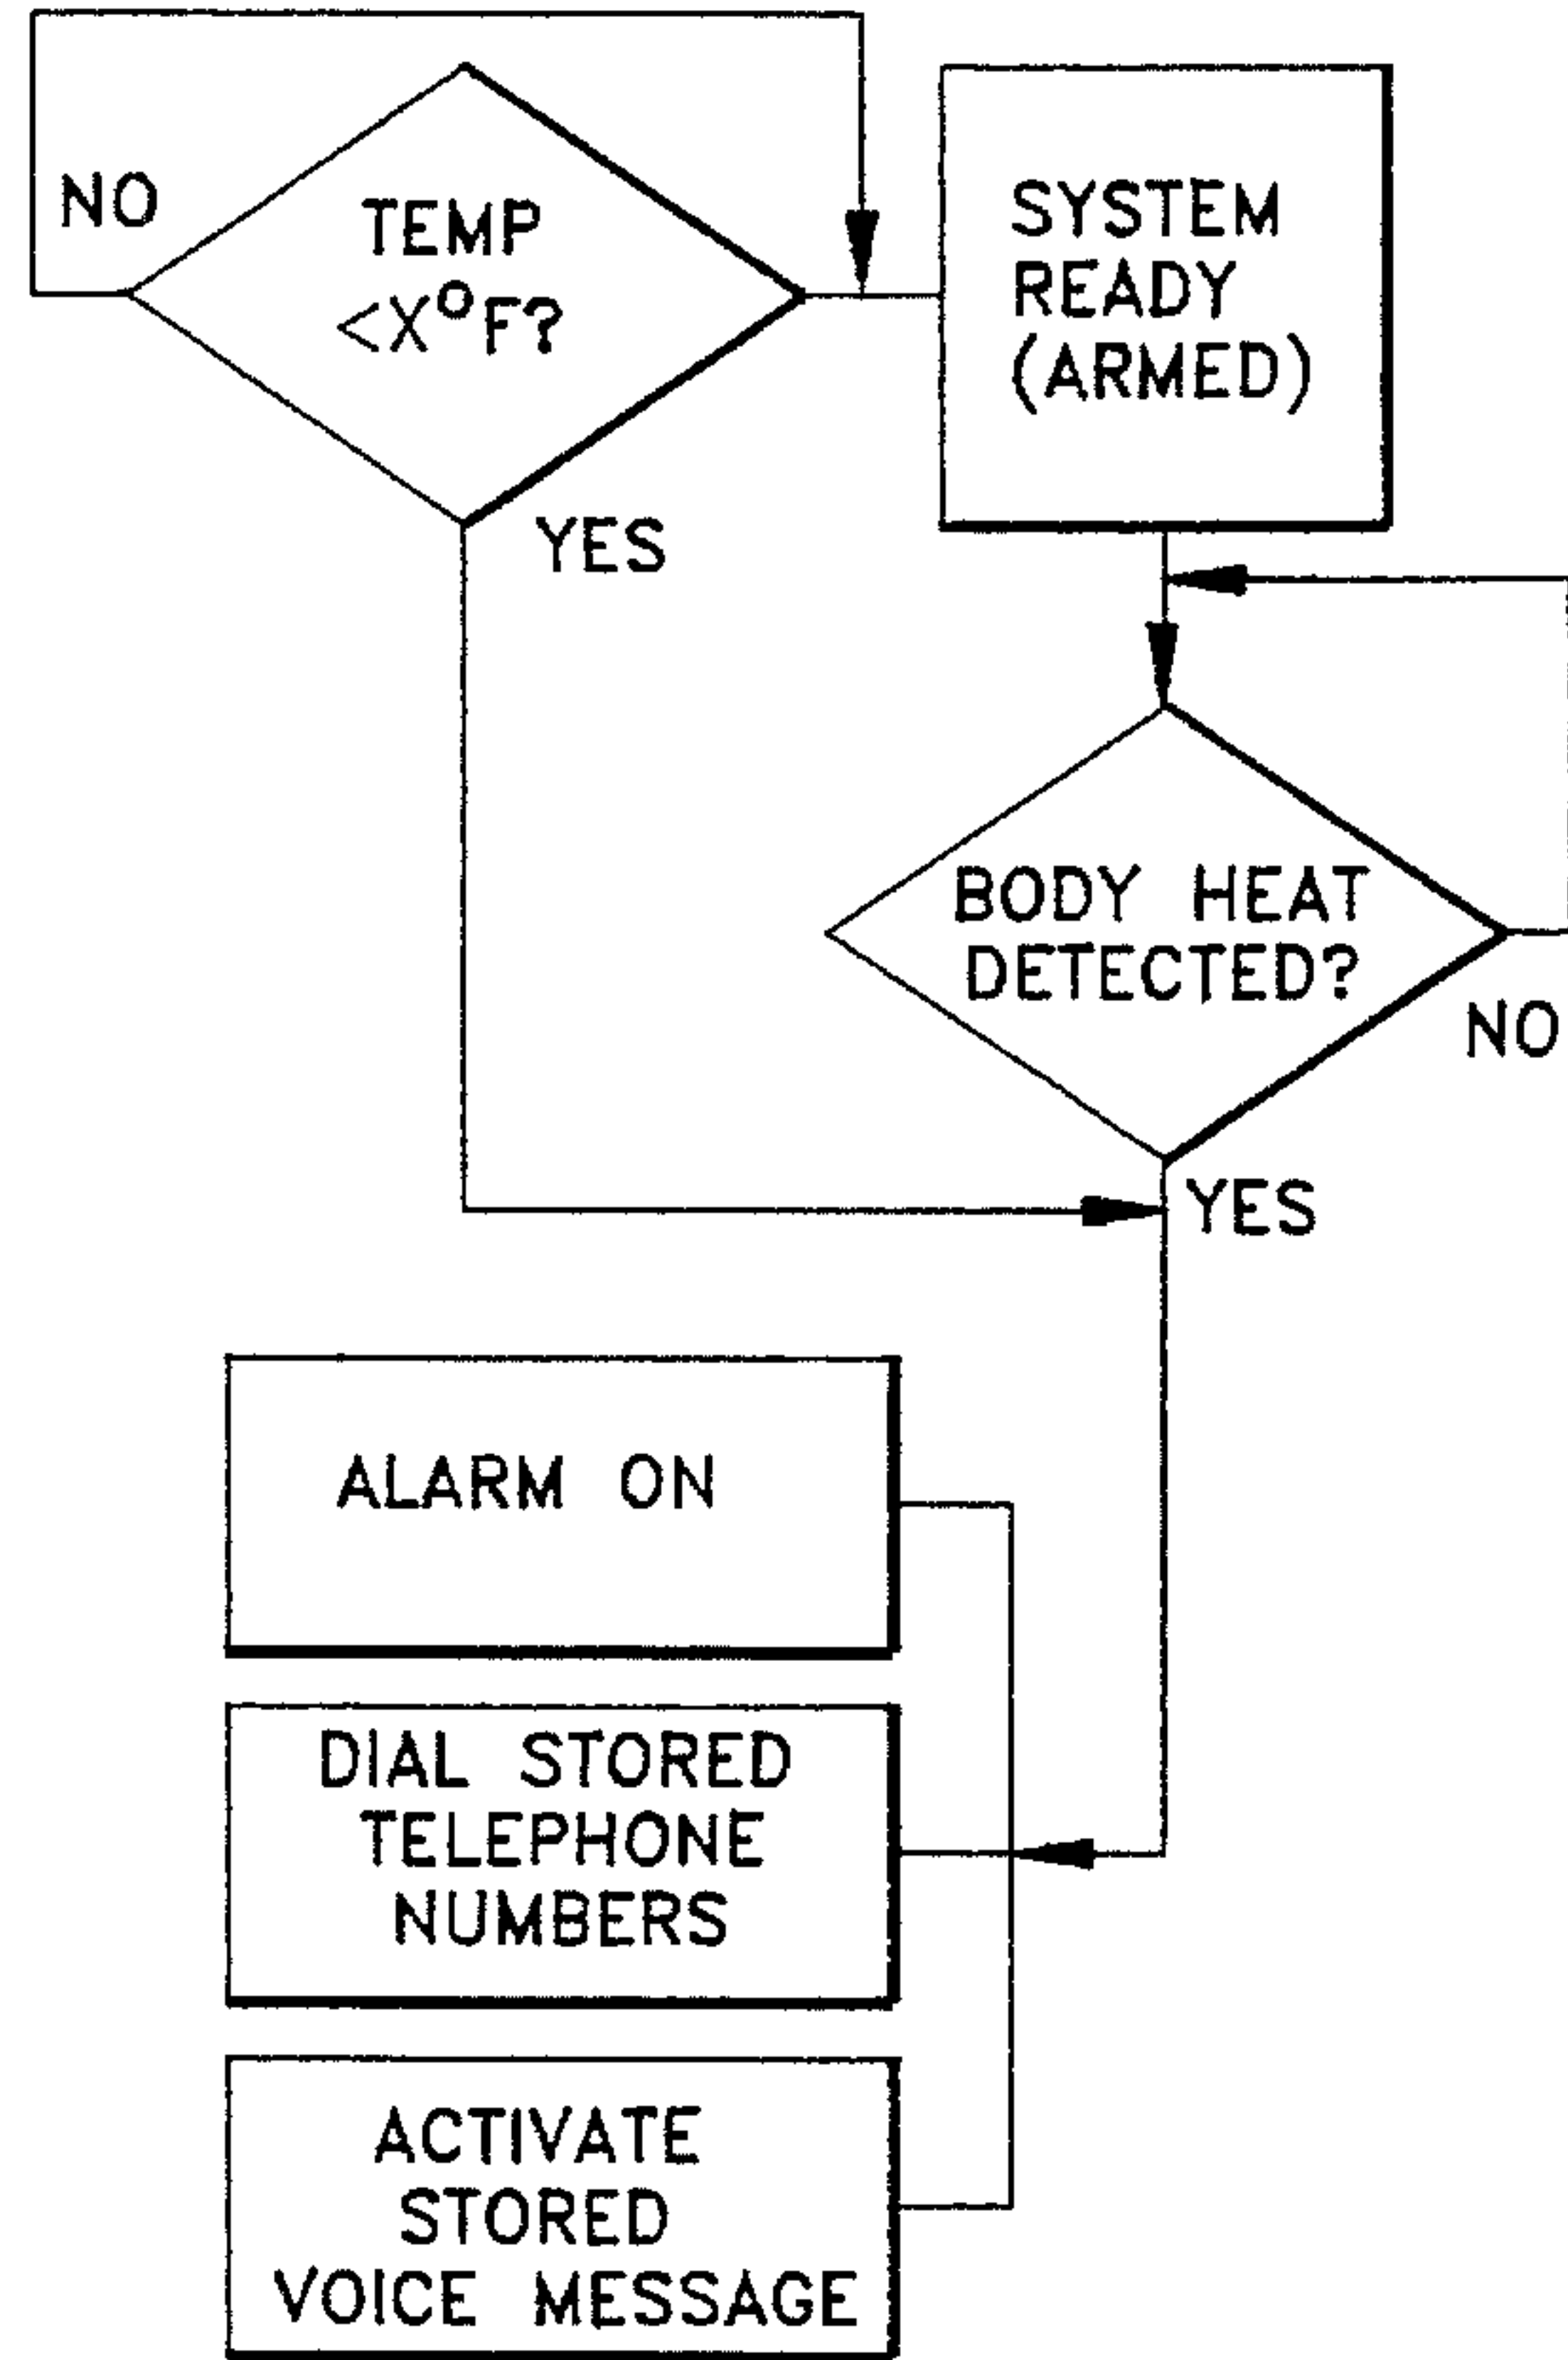 NO
TEMP
<X°F?
YES
SYSTEM
READY
(ARMED)
BODY HEAT
DETECTED?
NO
YES
ALARM ON
DIAL STORED
TELEPHONE
NUMBERS
ACTIVATE
STORED
VOICE MESSAGE